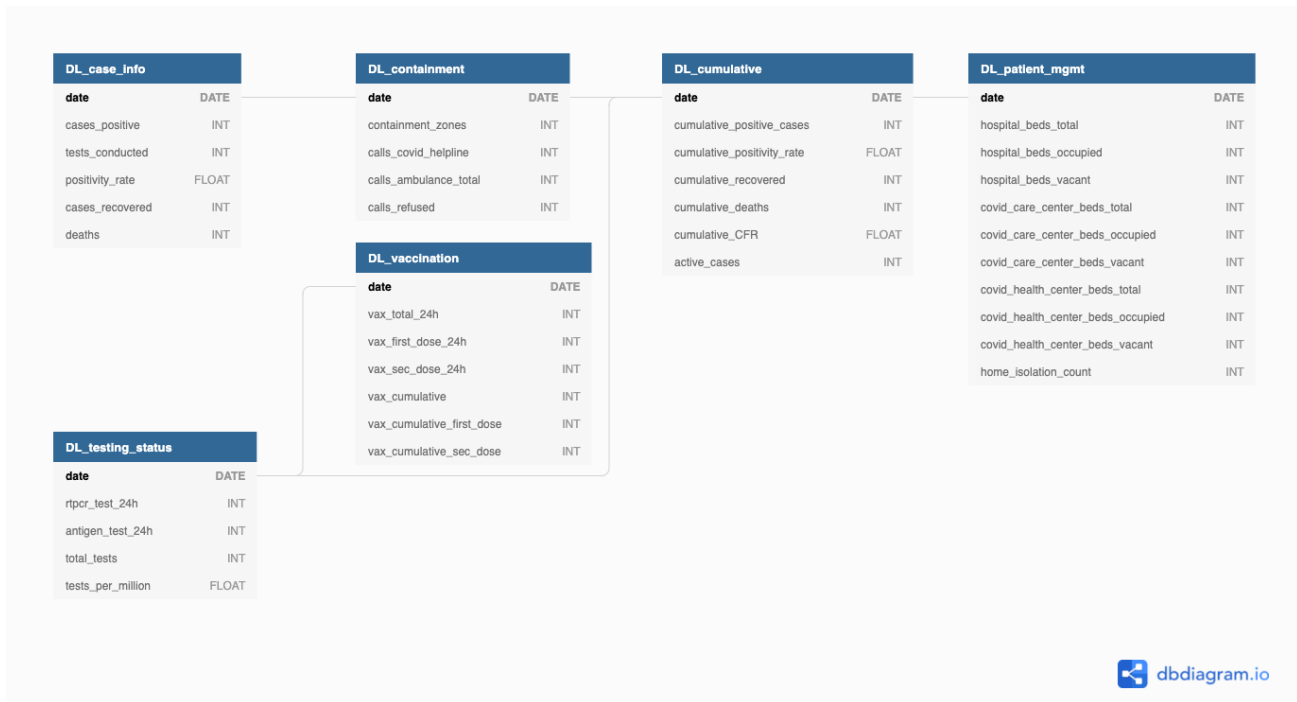 DL_case_info
date DATE
cases_positive INT
tests_conducted INT
positivity_rate FLOAT
cases_recovered INT
deaths INT
DL_containment
date DATE
containment_zones INT
calls_covid_helpline INT
calls_ambulance_total INT
calls_refused INT
DL_cumulative
date DATE
cumulative_positive_cases INT
cumulative_positivity_rate FLOAT
cumulative_recovered INT
cumulative_deaths INT
cumulative_CFR FLOAT
active_cases INT
DL_patient_mgmt
date DATE
hospital_beds_total INT
hospital_beds_occupied INT
hospital_beds_vacant INT
covid_care_center_beds_total INT
covid_care_center_beds_occupied INT
covid_care_center_beds_vacant INT
covid_health_center_beds_total INT
covid_health_center_beds_occupied INT
covid_health_center_beds_vacant INT
home_isolation_count INT
DL_vaccination
date DATE
vax_total_24h INT
vax_first_dose_24h INT
vax_sec_dose_24h INT
vax_cumulative INT
vax_cumulative_first_dose INT
vax_cumulative_sec_dose INT
DL_testing_status
date DATE
rtpcr_test_24h INT
antigen_test_24h INT
total_tests INT
tests_per_million FLOAT
dbdiagram.io